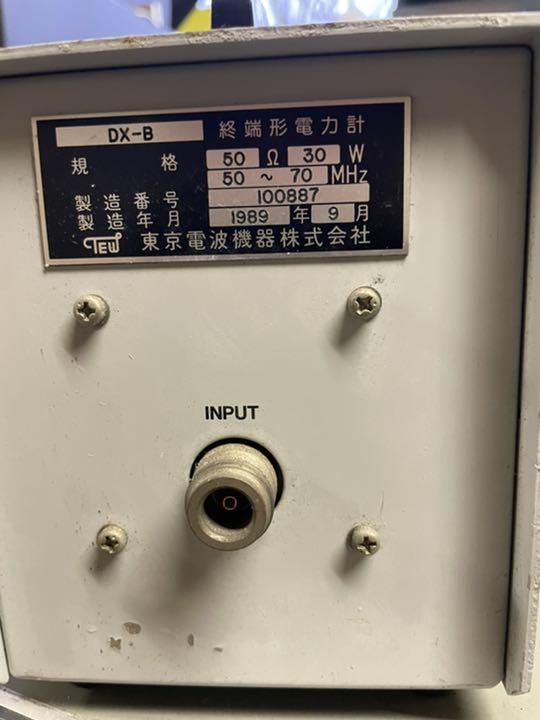 DX-B 終端形電力計
規格 50 Ω 30 W
50 ~ 70 MHz
製造番号 100887
製造年月 1989 年 9 月
TEW 東京電波機器株式会社
INPUT